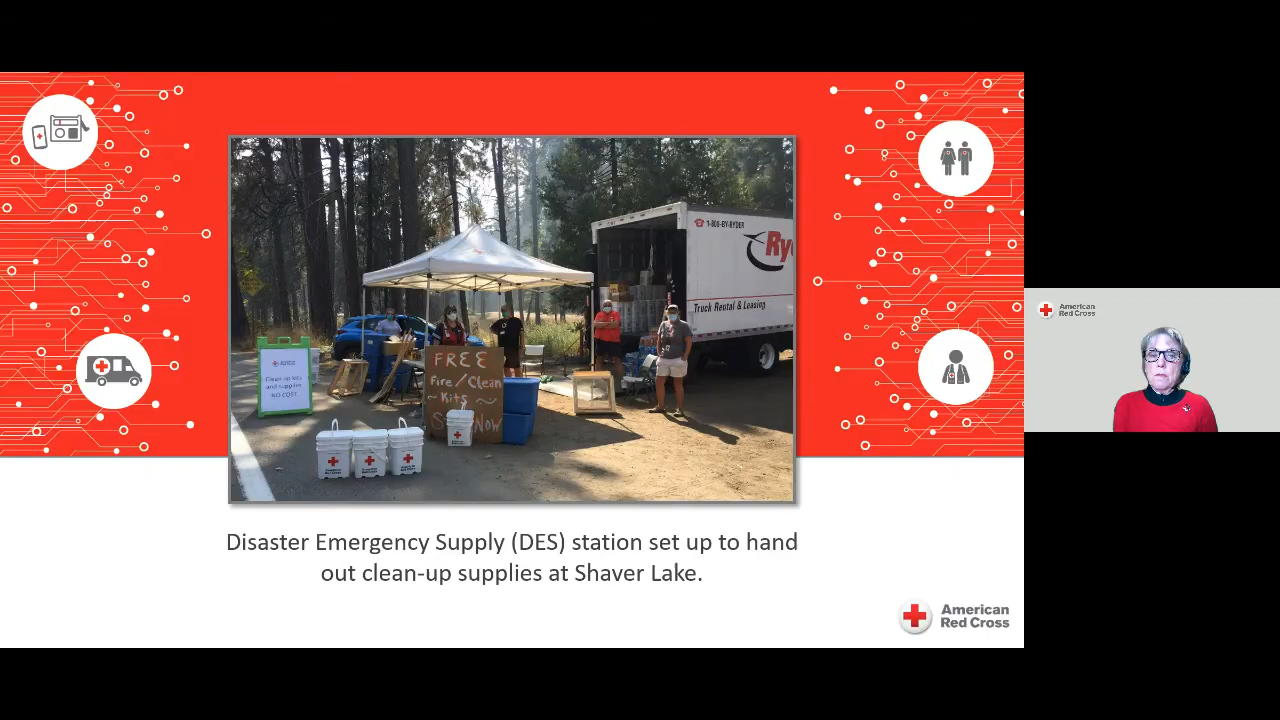 1-800-BY-RYDER
Ry
Truck Rental & Leasing
Clean up kits
and supplies
NO COST
FREE
Fire/Clean
~ Kits ~
Now
American
Red Cross
Disaster Emergency Supply (DES) station set up to hand
out clean-up supplies at Shaver Lake.
American
Red Cross